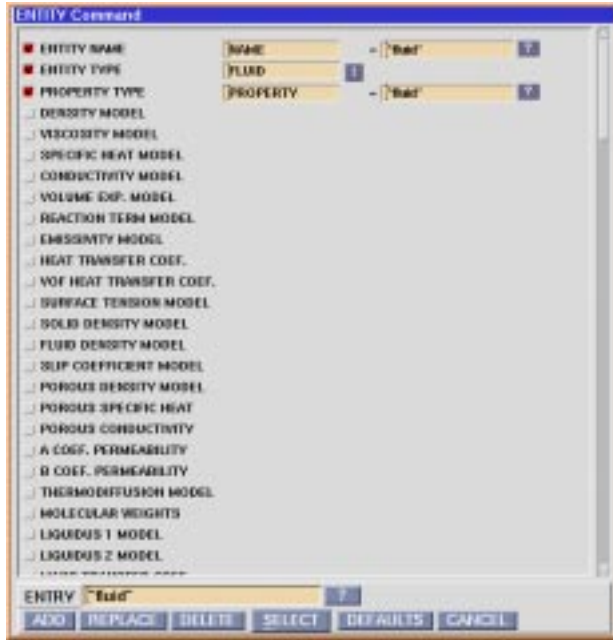 ENTITY Command
ENTITY NAME NAME = "fluid" ?
ENTITY TYPE FLUID
PROPERTY TYPE PROPERTY = "fluid" ?
DENSITY MODEL
VISCOSITY MODEL
SPECIFIC HEAT MODEL
CONDUCTIVITY MODEL
VOLUME EXP. MODEL
REACTION TERM MODEL
EMISSIVITY MODEL
HEAT TRANSFER COEF.
VOF HEAT TRANSFER COEF.
SURFACE TENSION MODEL
SOLID DENSITY MODEL
FLUID DENSITY MODEL
SLIP COEFFICIENT MODEL
POROUS DENSITY MODEL
POROUS SPECIFIC HEAT
POROUS CONDUCTIVITY
A COEF. PERMEABILITY
B COEF. PERMEABILITY
THERMODIFFUSION MODEL
MOLECULAR WEIGHTS
LIQUIDUS 1 MODEL
LIQUIDUS 2 MODEL
ENTRY "fluid" ?
ADD REPLACE DELETE SELECT DEFAULTS CANCEL